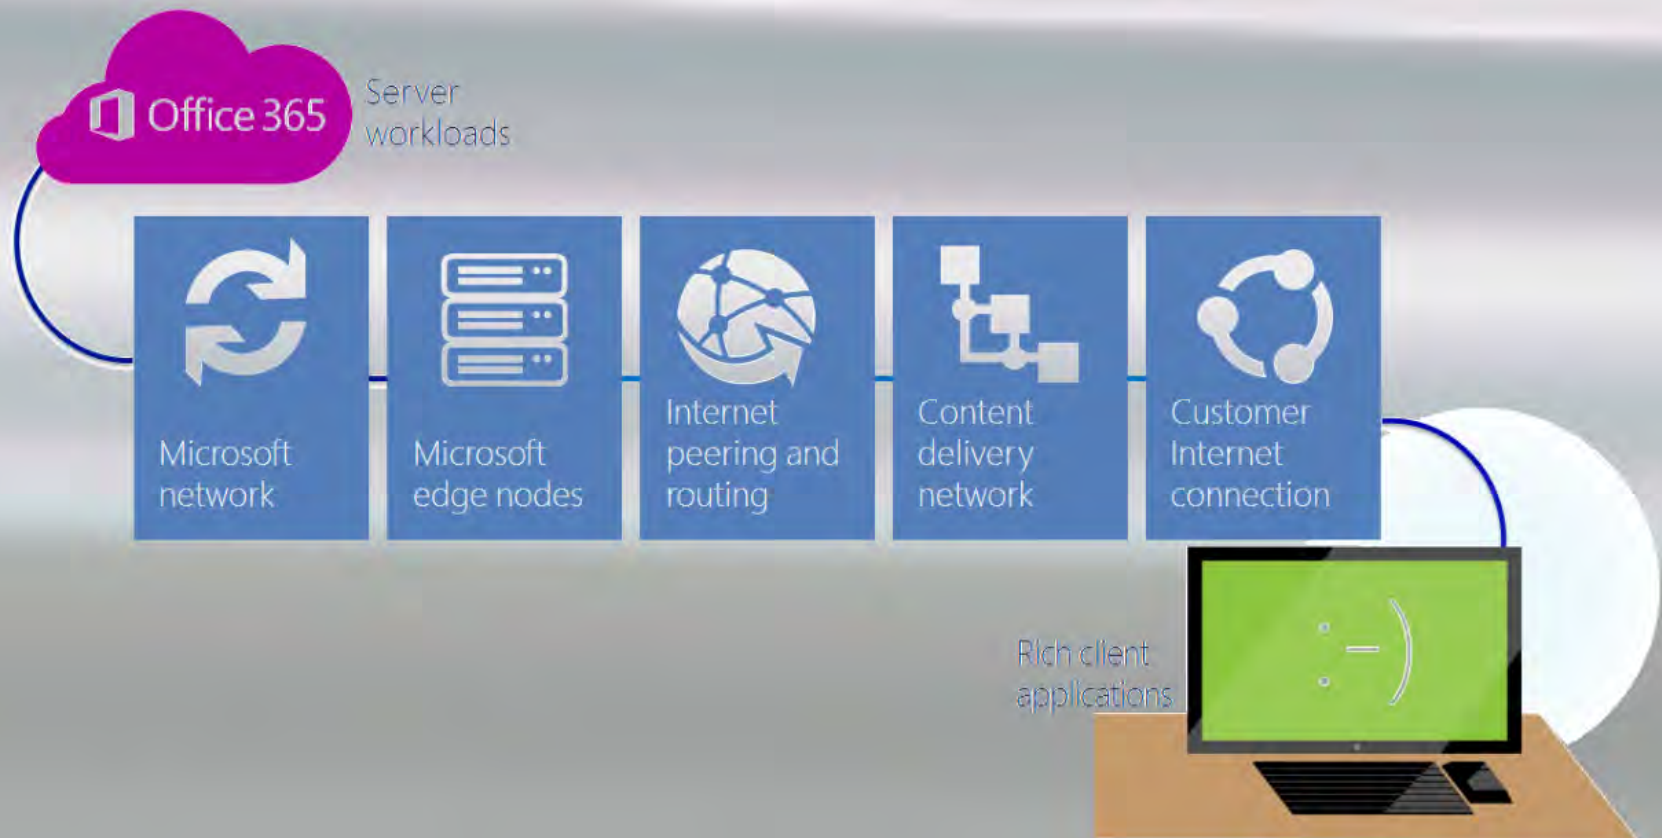 Office 365
Server
workloads
Microsoft
network
Microsoft
edge nodes
Internet
peering and
routing
Content
delivery
network
Customer
Internet
connection
Rich client
applications
:-)